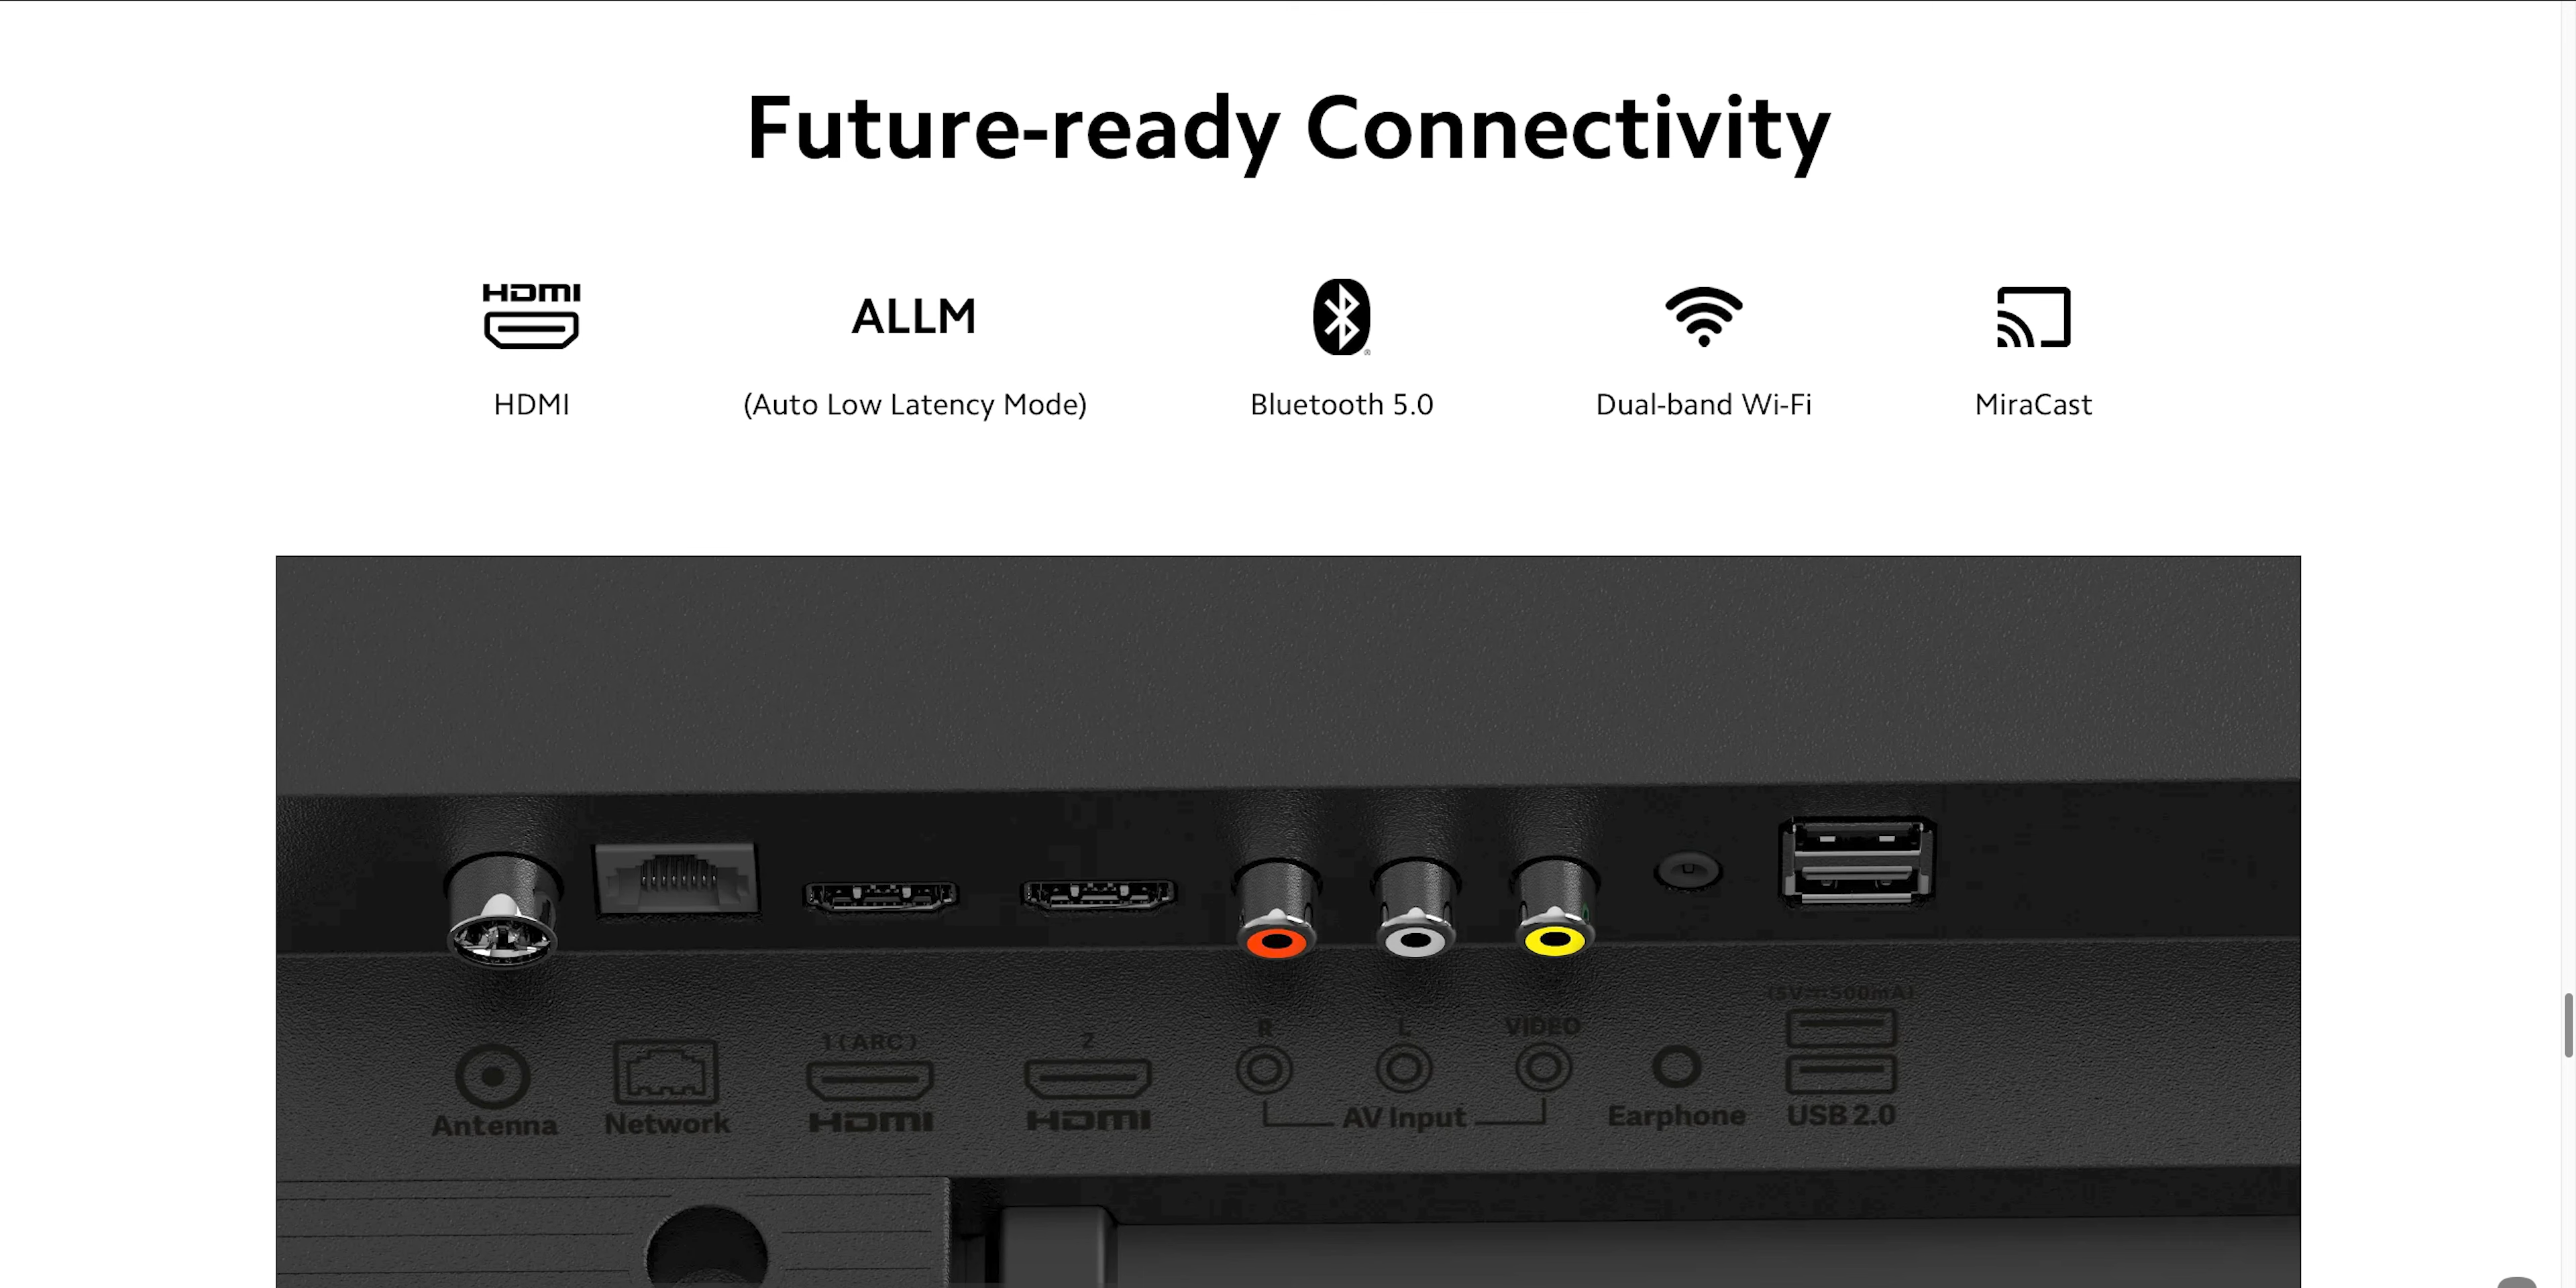 Future-ready Connectivity
HDMI
ALLM
HDMI
(Auto Low Latency Mode)
Bluetooth 5.0
Dual-band Wi-Fi
MiraCast
(5V⎓500mA)
1(ARC)
2
R
L
VIDEO
Antenna
Network
HDMI
HDMI
AV Input
Earphone
USB 2.0